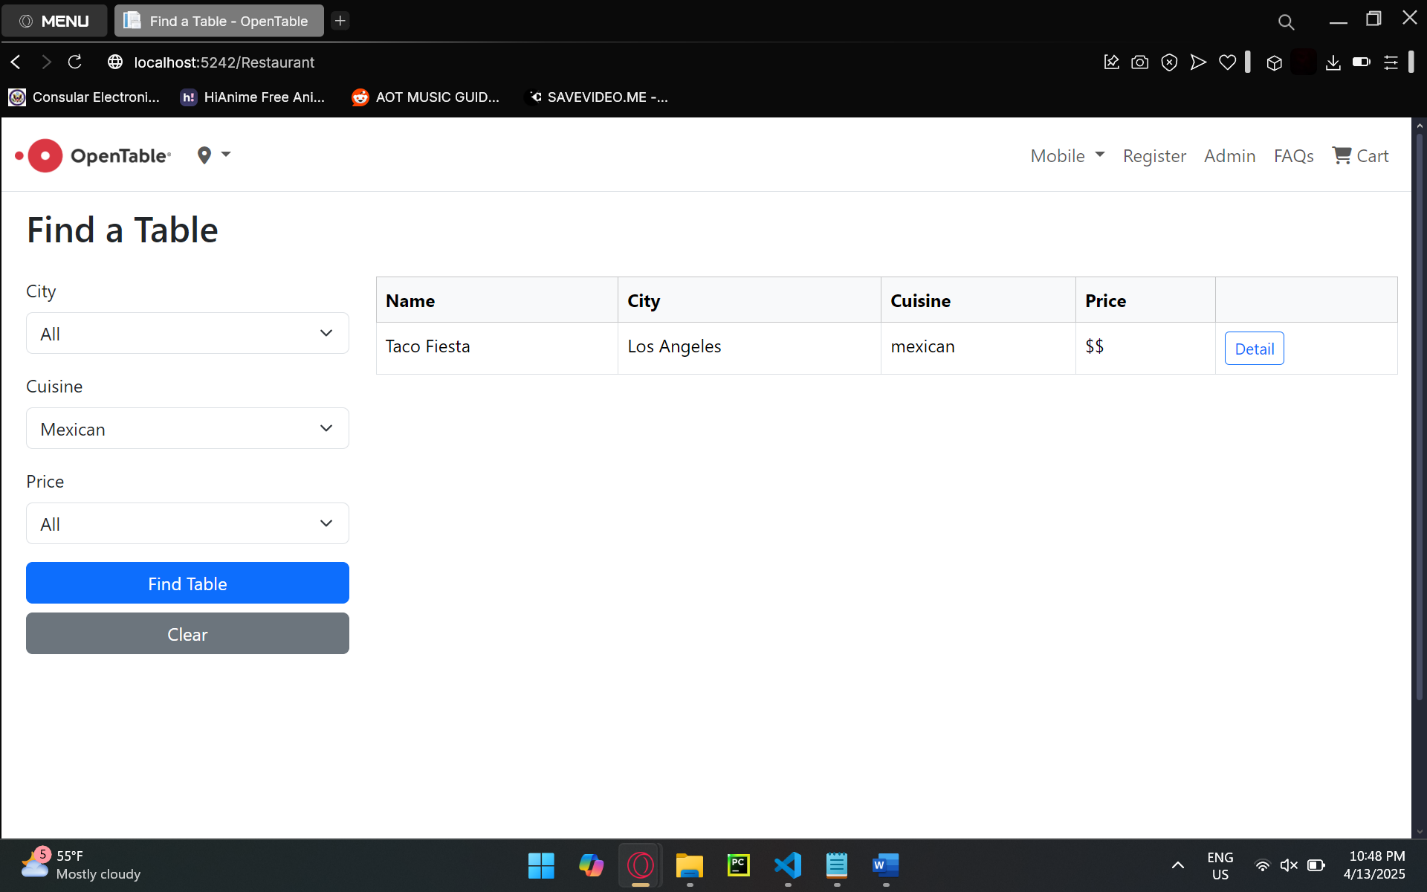 MENU
Find a Table - OpenTable
localhost:5242/Restaurant
Consular Electroni...
h! HiAnime Free Ani...
AOT MUSIC GUID...
SAVEVIDEO.ME -...
OpenTable®
Mobile Register Admin FAQs Cart
Find a Table
City
All
Cuisine
Mexican
Price
All
Find Table
Clear
Name City Cuisine Price
Taco Fiesta Los Angeles mexican $$ Detail
5
55°F
Mostly cloudy
PC
W
ENG
US
10:48 PM
4/13/2025